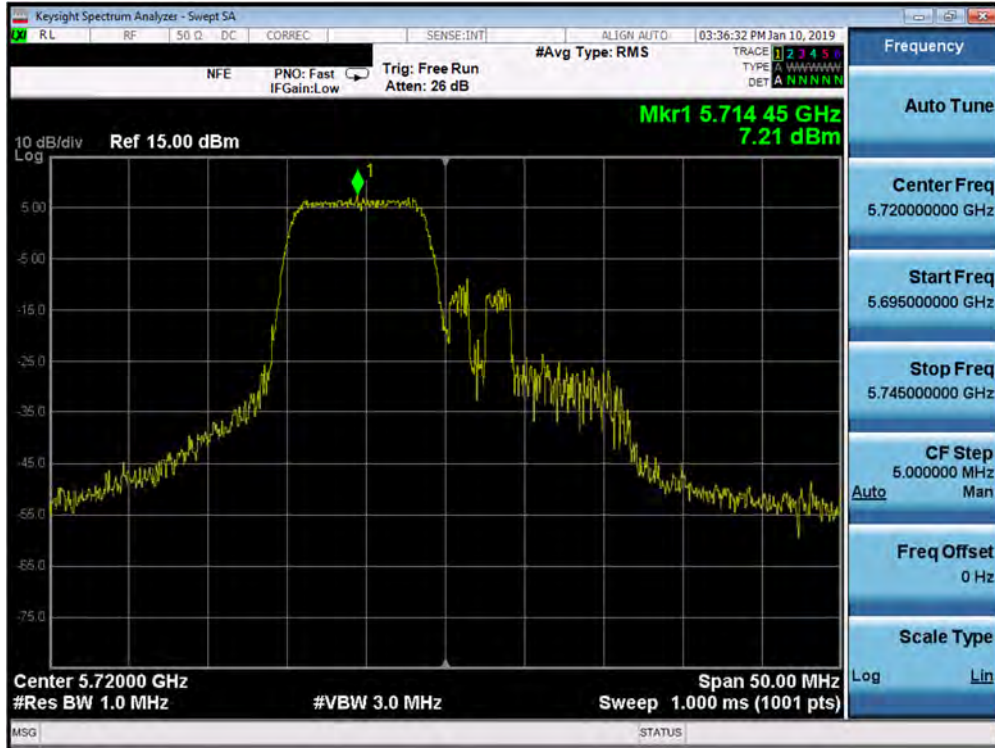 Keysight Spectrum Analyzer - Swept SA
LXI RL RF 50 Ω DC CORREC SENSE:INT ALIGN AUTO 03:36:32 PM Jan 10, 2019
#Avg Type: RMS
TRACE 1 2 3 4 5 6
TYPE A WWWWW
DET A N N N N N
NFE PNO: Fast Trig: Free Run
IFGain:Low Atten: 26 dB
Mkr1 5.714 45 GHz
7.21 dBm
10 dB/div Ref 15.00 dBm
Log
1
5.00
-5.00
-15.0
-25.0
-35.0
-45.0
-55.0
-65.0
-75.0
Center 5.72000 GHz Span 50.00 MHz
#Res BW 1.0 MHz #VBW 3.0 MHz Sweep 1.000 ms (1001 pts)
MSG STATUS
Frequency
Auto Tune
Center Freq
5.720000000 GHz
Start Freq
5.695000000 GHz
Stop Freq
5.745000000 GHz
CF Step
5.000000 MHz
Auto Man
Freq Offset
0 Hz
Scale Type
Log Lin